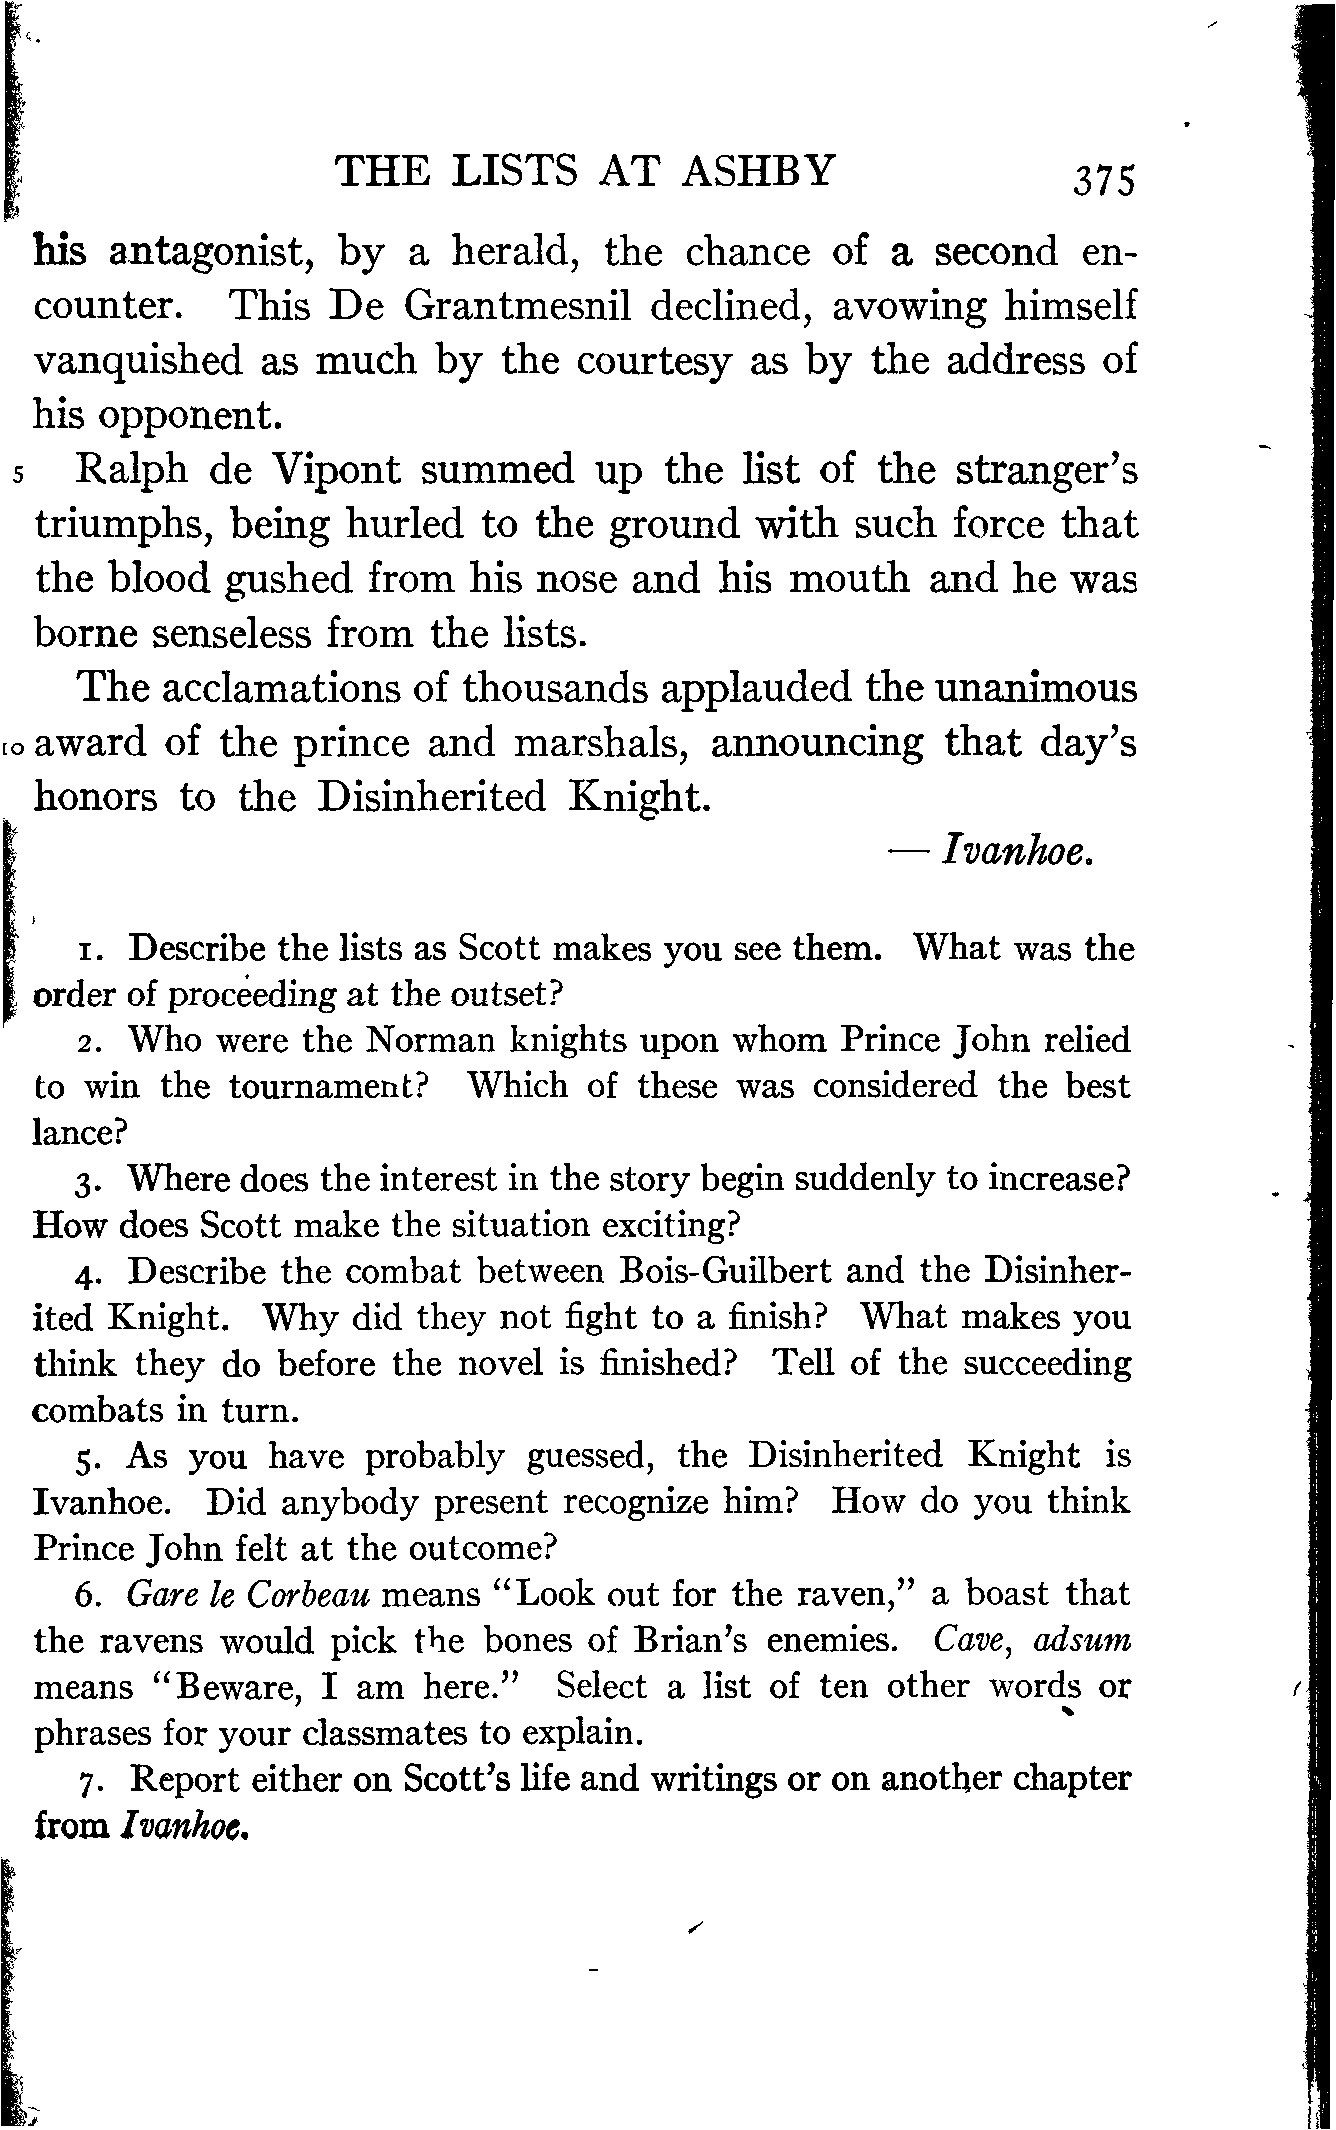 THE LISTS AT ASHBY 375
his antagonist, by a herald, the chance of a second en-
counter. This De Grantmesnil declined, avowing himself
vanquished as much by the courtesy as by the address of
his opponent.
5 Ralph de Vipont summed up the list of the stranger's
triumphs, being hurled to the ground with such force that
the blood gushed from his nose and his mouth and he was
borne senseless from the lists.
The acclamations of thousands applauded the unanimous
10 award of the prince and marshals, announcing that day's
honors to the Disinherited Knight.
— Ivanhoe.
1. Describe the lists as Scott makes you see them. What was the
order of proceeding at the outset?
2. Who were the Norman knights upon whom Prince John relied
to win the tournament? Which of these was considered the best
lance?
3. Where does the interest in the story begin suddenly to increase?
How does Scott make the situation exciting?
4. Describe the combat between Bois-Guilbert and the Disinher-
ited Knight. Why did they not fight to a finish? What makes you
think they do before the novel is finished? Tell of the succeeding
combats in turn.
5. As you have probably guessed, the Disinherited Knight is
Ivanhoe. Did anybody present recognize him? How do you think
Prince John felt at the outcome?
6. Gare le Corbeau means "Look out for the raven," a boast that
the ravens would pick the bones of Brian's enemies. Cave, adsum
means "Beware, I am here." Select a list of ten other words or
phrases for your classmates to explain.
7. Report either on Scott's life and writings or on another chapter
from Ivanhoe.